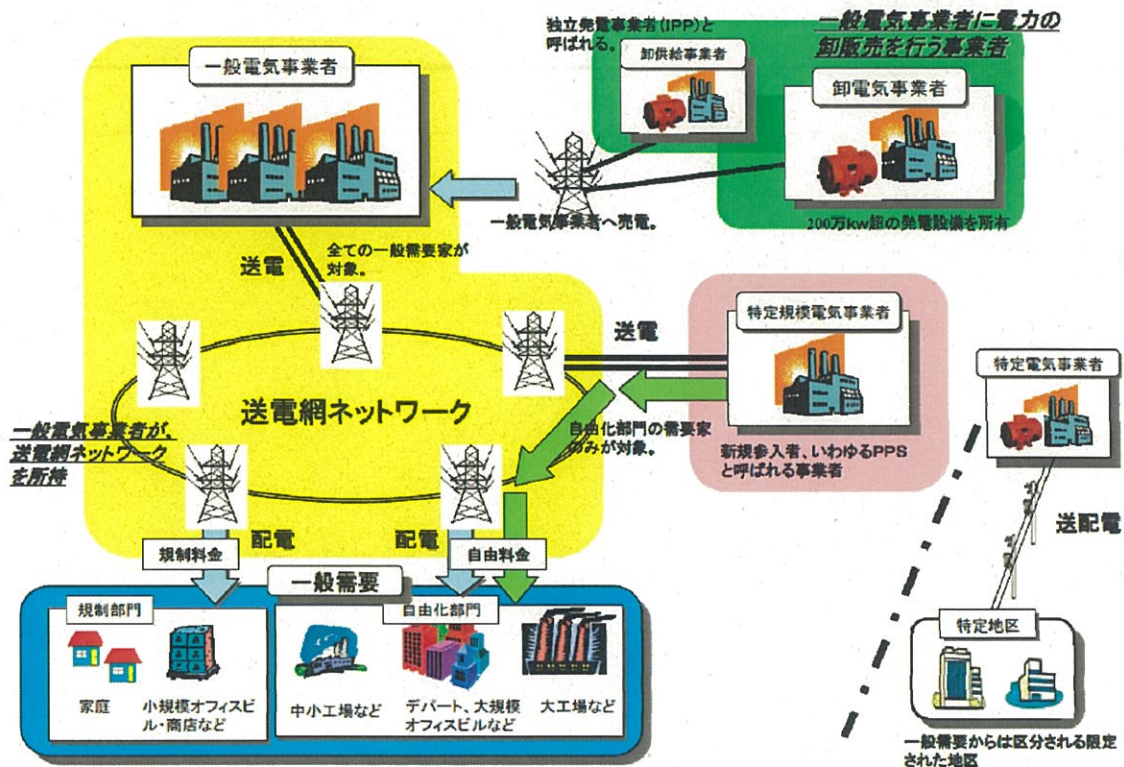 独立発電事業者(IPP)と
呼ばれる。
一般電気事業者に電力の
卸販売を行う事業者
一般電気事業者
卸供給事業者
卸電気事業者
一般電気事業者へ売電。
200万kw超の発電設備を所有
送電
全ての一般需要家が
対象。
送電
特定規模電気事業者
特定電気事業者
送電網ネットワーク
一般電気事業者が、
送電網ネットワーク
を所持
自由化部門の需要家
のみが対象。
新規参入者、いわゆるPPS
と呼ばれる事業者
送配電
配電
配電
規制料金
自由料金
一般需要
規制部門
自由化部門
特定地区
家庭
小規模オフィスビ
ル・商店など
中小工場など
デパート、大規模
オフィスビルなど
大工場など
一般需要からは区分される限定
された地区